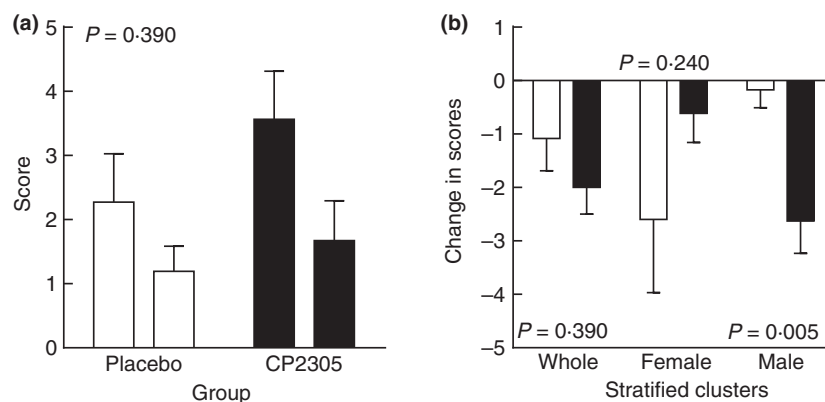 (a)
P = 0·390
5
4
3
2
1
0
Score
Placebo
CP2305
Group
(b)
1
0
–1
–2
–3
–4
–5
Change in scores
P = 0·240
P = 0·390
P = 0·005
Whole
Female
Male
Stratified clusters